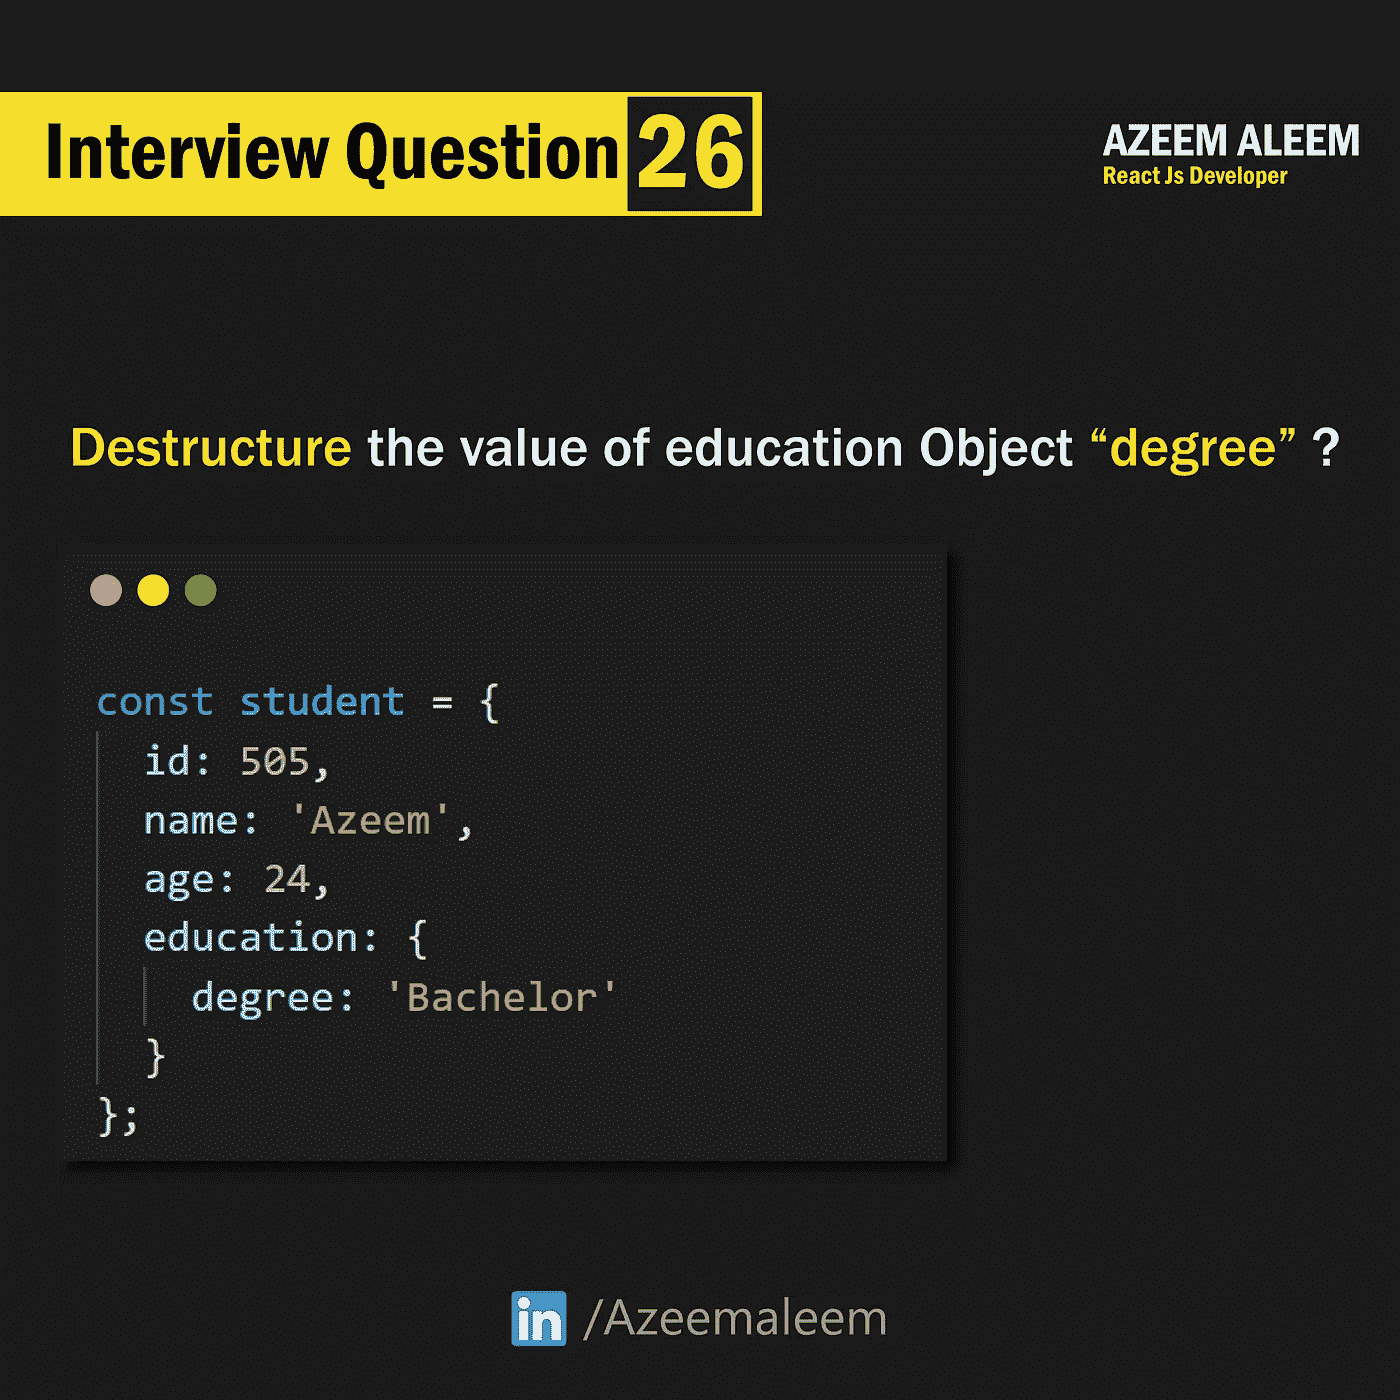 Interview Question 26
AZEEM ALEEM
React Js Developer
Destructure the value of education Object “degree” ?
const student = {
  id: 505,
  name: 'Azeem',
  age: 24,
  education: {
    degree: 'Bachelor'
  }
};
in /Azeemaleem